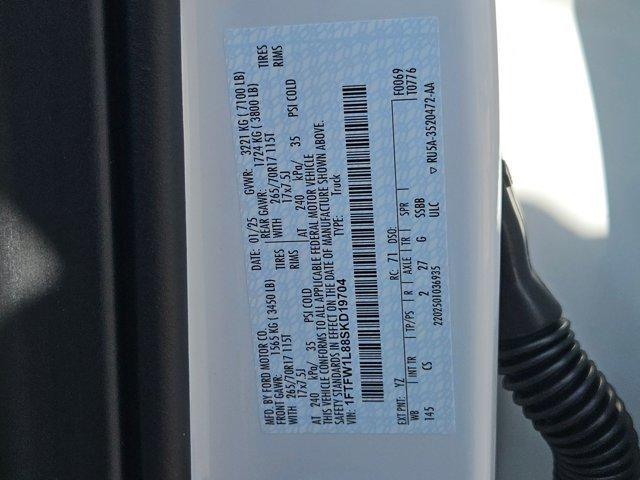 MFD. BY FORD MOTOR CO.
DATE: 01/25
GVWR: 3221 KG ( 7100 LB)
FRONT GAWR: 1565 KG ( 3450 LB)
REAR GAWR: 1724 KG ( 3800 LB)
WITH 265/70R17 115T TIRES
WITH 265/70R17 115T TIRES
17x7.5J RIMS
17x7.5J RIMS
AT 240 kPa/ 35 PSI COLD
AT 240 kPa/ 35 PSI COLD
THIS VEHICLE CONFORMS TO ALL APPLICABLE FEDERAL MOTOR VEHICLE
SAFETY STANDARDS IN EFFECT ON THE DATE OF MANUFACTURE SHOWN ABOVE.
VIN: 1FTFW1L88SKD19704
TYPE: Truck
F0069
T0776
EXT PNT: YZ RC: 71 DSO:
WB INT TR TP/PS R AXLE TR SPR
145 CS 2 27 G SSBB
ULC
2202501036935
▽ RU5A-3520472-AA